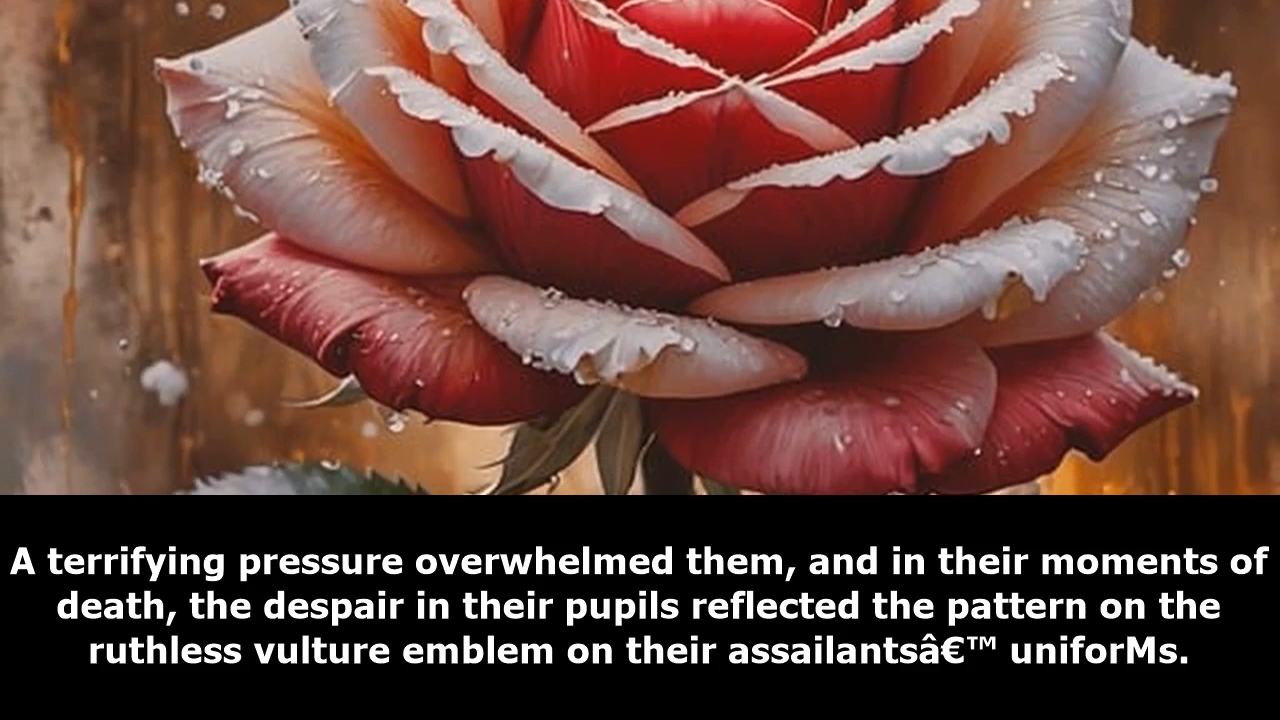 A terrifying pressure overwhelmed them, and in their moments of
death, the despair in their pupils reflected the pattern on the
ruthless vulture emblem on their assailantsâ€™ uniforMs.